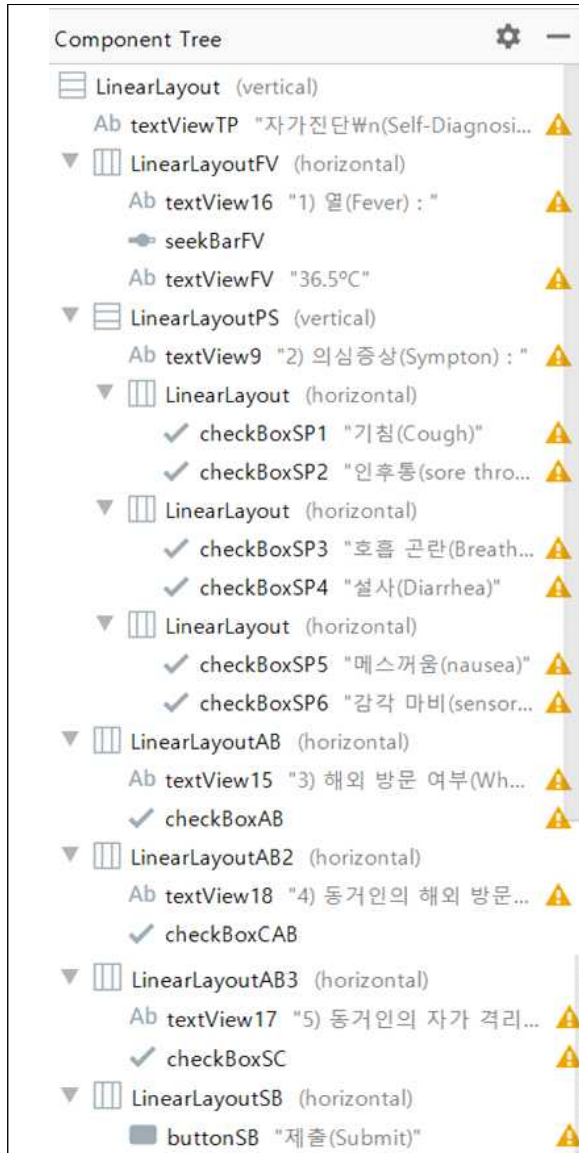 Component Tree
LinearLayout (vertical)
Ab textViewTP "자가진단₩n(Self-Diagnosi...
LinearLayoutFV (horizontal)
Ab textView16 "1) 열(Fever) : "
seekBarFV
Ab textViewFV "36.5ºC"
LinearLayoutPS (vertical)
Ab textView9 "2) 의심증상(Sympton) : "
LinearLayout (horizontal)
checkBoxSP1 "기침(Cough)"
checkBoxSP2 "인후통(sore thro...
LinearLayout (horizontal)
checkBoxSP3 "호흡 곤란(Breath...
checkBoxSP4 "설사(Diarrhea)"
LinearLayout (horizontal)
checkBoxSP5 "메스꺼움(nausea)"
checkBoxSP6 "감각 마비(sensor...
LinearLayoutAB (horizontal)
Ab textView15 "3) 해외 방문 여부(Wh...
checkBoxAB
LinearLayoutAB2 (horizontal)
Ab textView18 "4) 동거인의 해외 방문...
checkBoxCAB
LinearLayoutAB3 (horizontal)
Ab textView17 "5) 동거인의 자가 격리...
checkBoxSC
LinearLayoutSB (horizontal)
buttonSB "제출(Submit)"